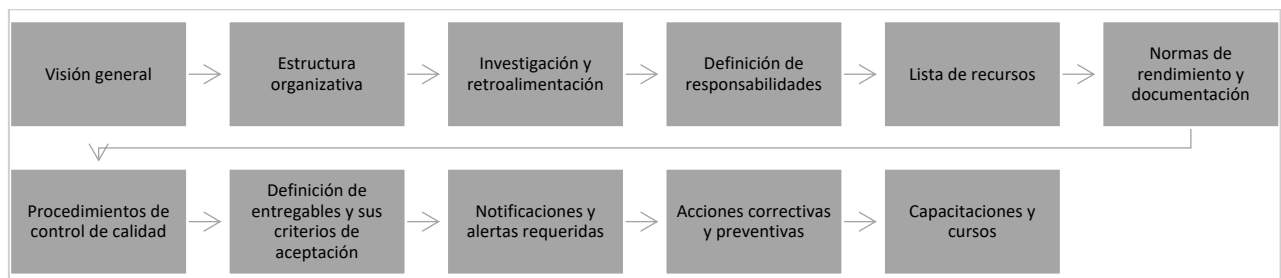 Visión general
Estructura
organizativa
Investigación y
retroalimentación
Definición de
responsabilidades
Lista de recursos
Normas de
rendimiento y
documentación
Procedimientos de
control de calidad
Definición de
entregables y sus
criterios de
aceptación
Notificaciones y
alertas requeridas
Acciones correctivas
y preventivas
Capacitaciones y
cursos